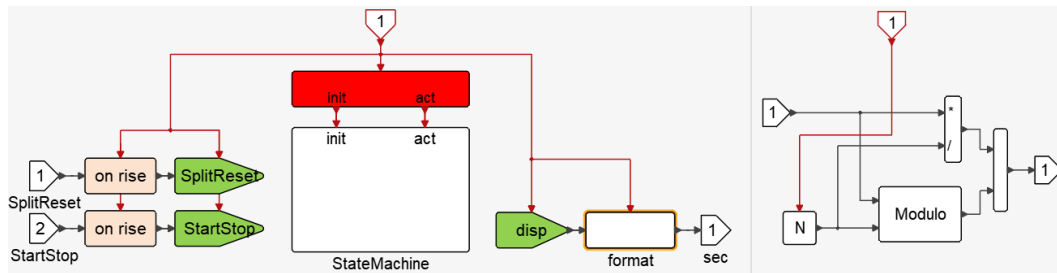 1
init act
init act
1 on rise SplitReset
SplitReset
2 on rise StartStop
StartStop
StateMachine
disp
format
1
sec
1
1
*
/
N
Modulo
1